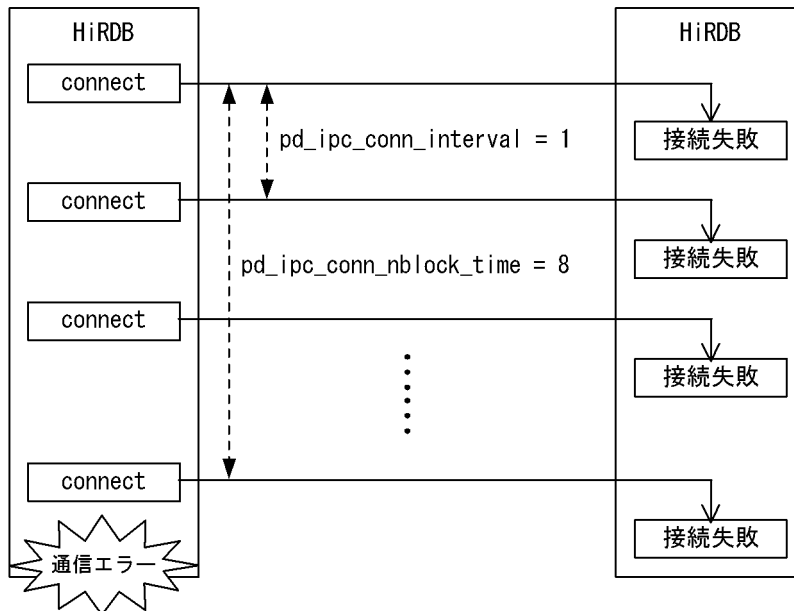 HiRDB
HiRDB
connect
接続失敗
pd_ipc_conn_interval = 1
connect
接続失敗
pd_ipc_conn_nblock_time = 8
connect
接続失敗
connect
接続失敗
通信エラー